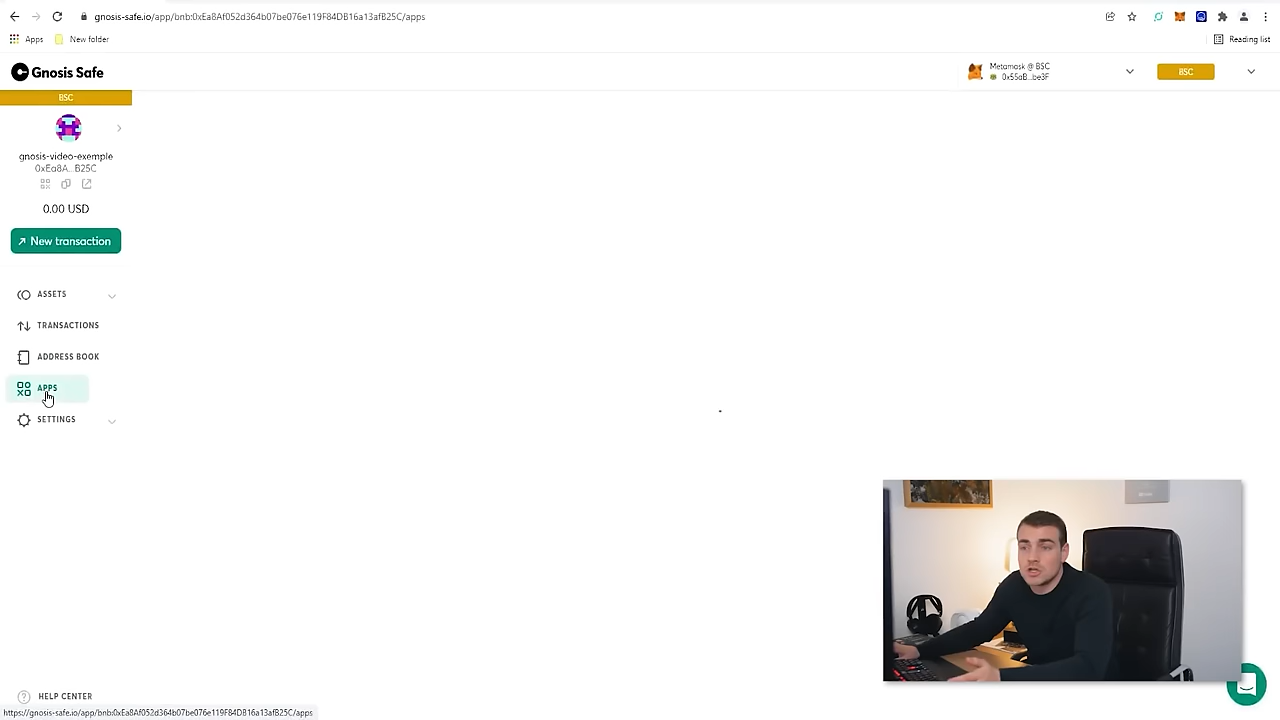 gnosis-safe.io/app/bnb:0xEa8Af052d364b07be076e119F84DB16a13afB25C/apps
Apps
New folder
Reading list
Gnosis Safe
Metamask @ BSC
0x55aB...be3F
BSC
BSC
gnosis-video-exemple
0xEa8A...B25C
0.00 USD
New transaction
ASSETS
TRANSACTIONS
ADDRESS BOOK
APPS
SETTINGS
HELP CENTER
https://gnosis-safe.io/app/bnb:0xEa8Af052d364b07be076e119F84DB16a13afB25C/apps